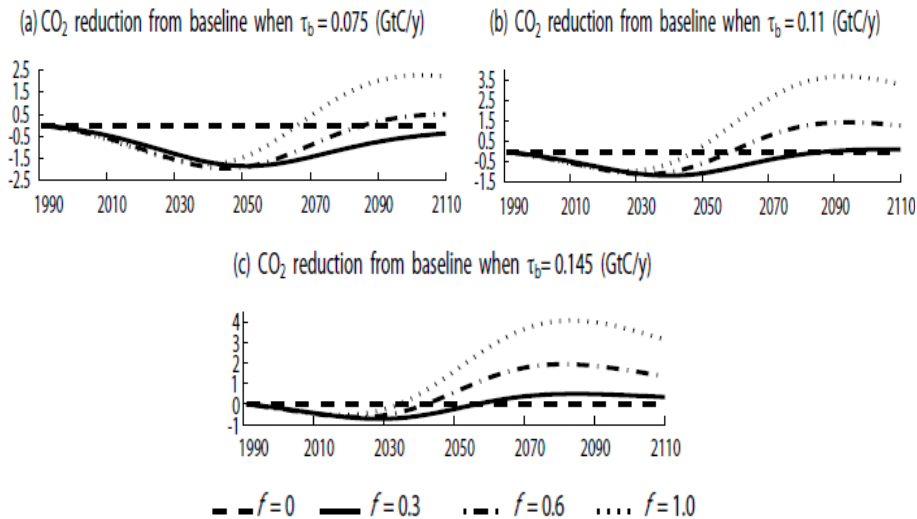 (a) CO2 reduction from baseline when τb = 0.075 (GtC/y)
2.5
1.5
0.5
-0.5
-1.5
-2.5
1990 2010 2030 2050 2070 2090 2110
(b) CO2 reduction from baseline when τb = 0.11 (GtC/y)
3.5
2.5
1.5
0.5
-0.5
-1.5
1990 2010 2030 2050 2070 2090 2110
(c) CO2 reduction from baseline when τb = 0.145 (GtC/y)
4
3
2
1
0
-1
1990 2010 2030 2050 2070 2090 2110
f = 0 f = 0.3 f = 0.6 f = 1.0